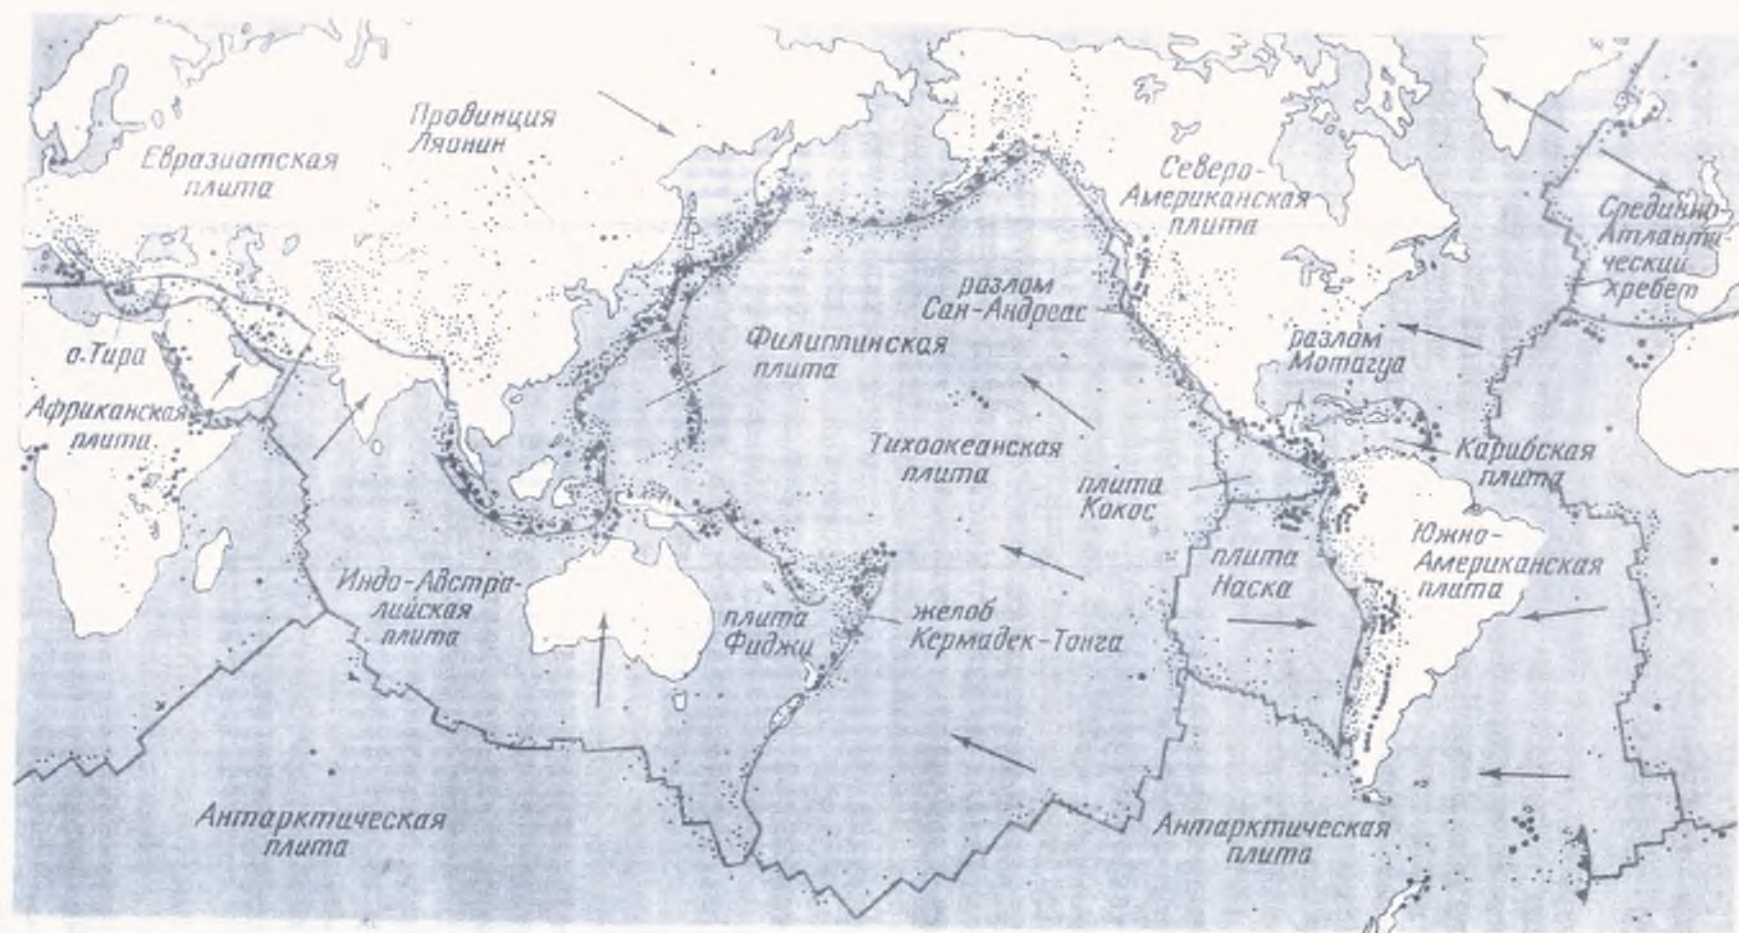 Провинция
Ляонин
Евразиатская
плита
о.Тира
Африканская
плита
Филиппинская
плита
разлом
Сан-Андреас
Северо-
Американская
плита
Срединно-
Атланти-
ческий
хребет
разлом
Мотагуа
Тихоокеанская
плита
плита
Кокос
Карибская
плита
Индо-Австра-
лийская
плита
плита
Фиджи
желоб
Кермадек-Тонга
плита
Наска
Южно-
Американская
плита
Антарктическая
плита
Антарктическая
плита